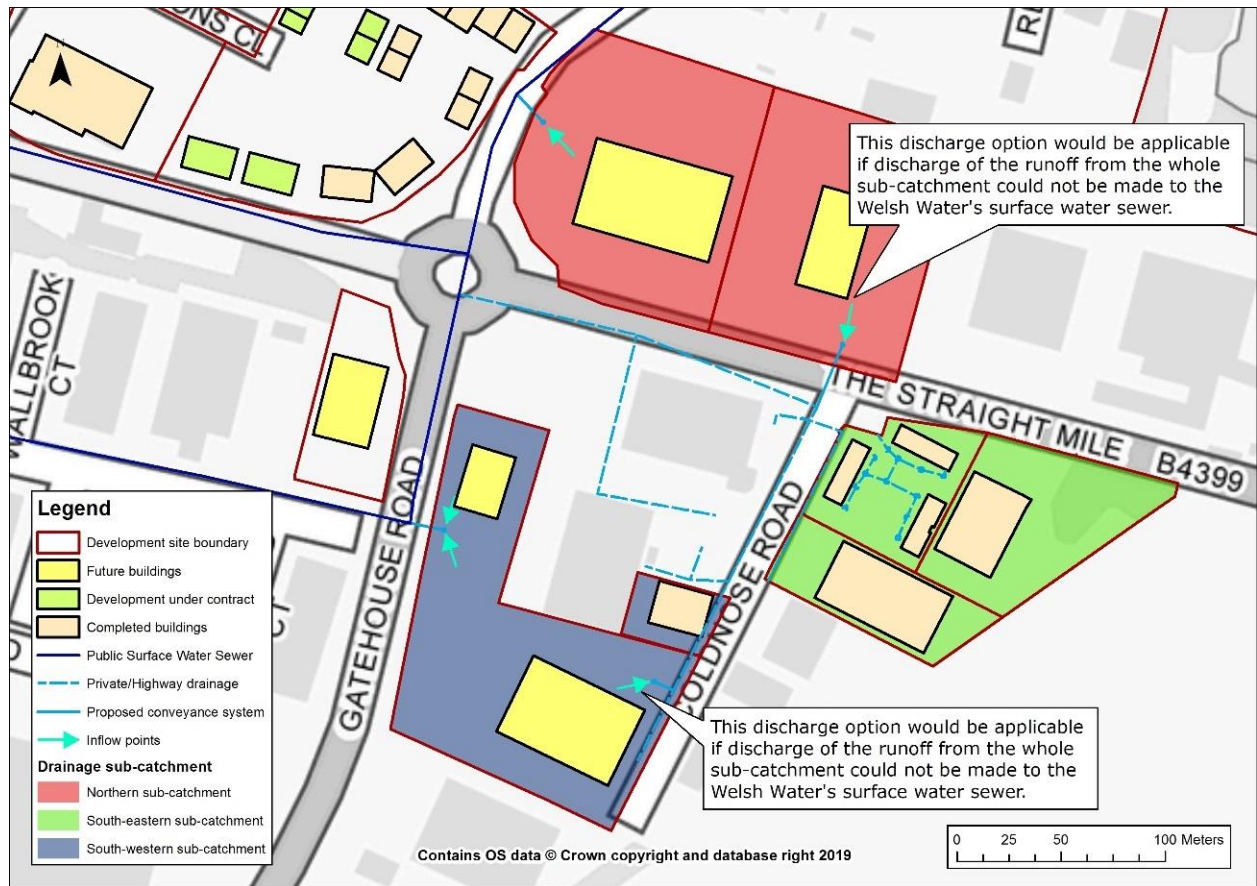 ONS CL
N
RE
This discharge option would be applicable
if discharge of the runoff from the whole
sub-catchment could not be made to the
Welsh Water's surface water sewer.
WALLBROOK
CT
THE STRAIGHT MILE B4399
GATEHOUSE ROAD
COLDNOSE ROAD
CT
Legend
Development site boundary
Future buildings
Development under contract
Completed buildings
Public Surface Water Sewer
Private/Highway drainage
Proposed conveyance system
Inflow points
Drainage sub-catchment
Northern sub-catchment
South-eastern sub-catchment
South-western sub-catchment
This discharge option would be applicable
if discharge of the runoff from the whole
sub-catchment could not be made to the
Welsh Water's surface water sewer.
Contains OS data © Crown copyright and database right 2019
0 25 50 100 Meters